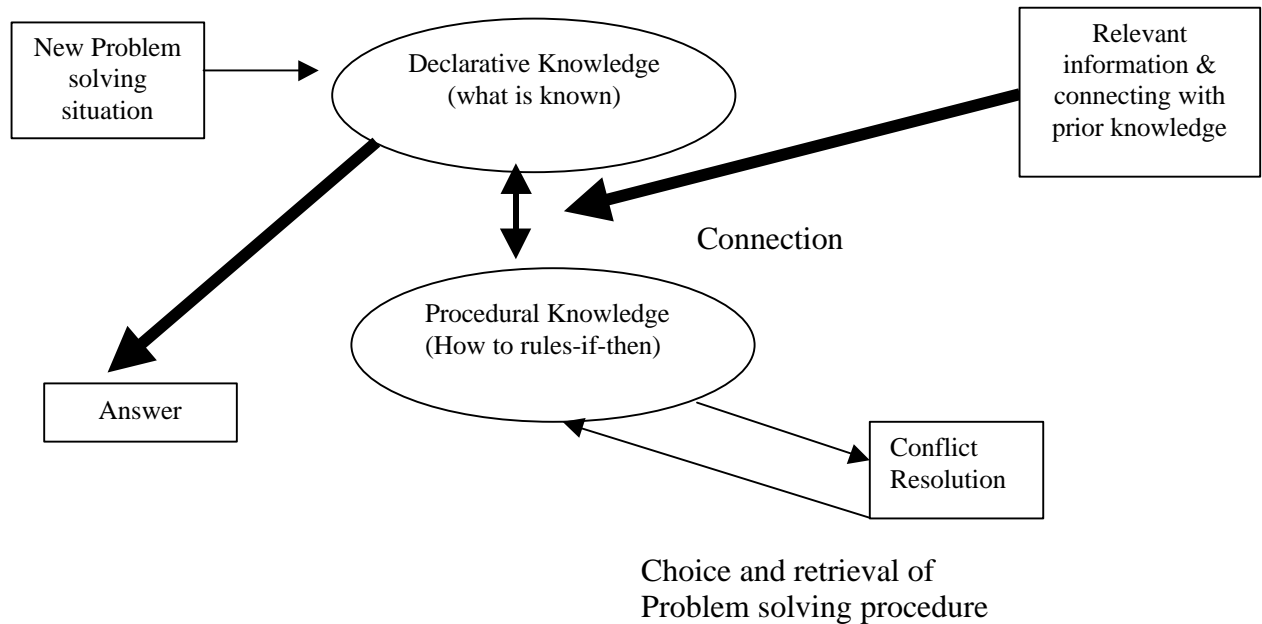 New Problem
solving
situation
Declarative Knowledge
(what is known)
Relevant
information &
connecting with
prior knowledge
Connection
Procedural Knowledge
(How to rules-if-then)
Answer
Conflict
Resolution
Choice and retrieval of
Problem solving procedure